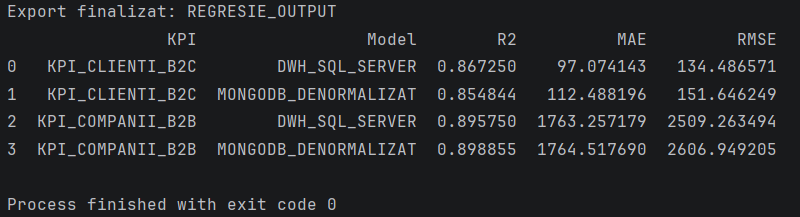 Export finalizat: REGRESIE_OUTPUT
KPI Model R2 MAE RMSE
0 KPI_CLIENTI_B2C DWH_SQL_SERVER 0.867250 97.074143 134.486571
1 KPI_CLIENTI_B2C MONGODB_DENORMALIZAT 0.854844 112.488196 151.646249
2 KPI_COMPANII_B2B DWH_SQL_SERVER 0.895750 1763.257179 2509.263494
3 KPI_COMPANII_B2B MONGODB_DENORMALIZAT 0.898855 1764.517690 2606.949205
Process finished with exit code 0